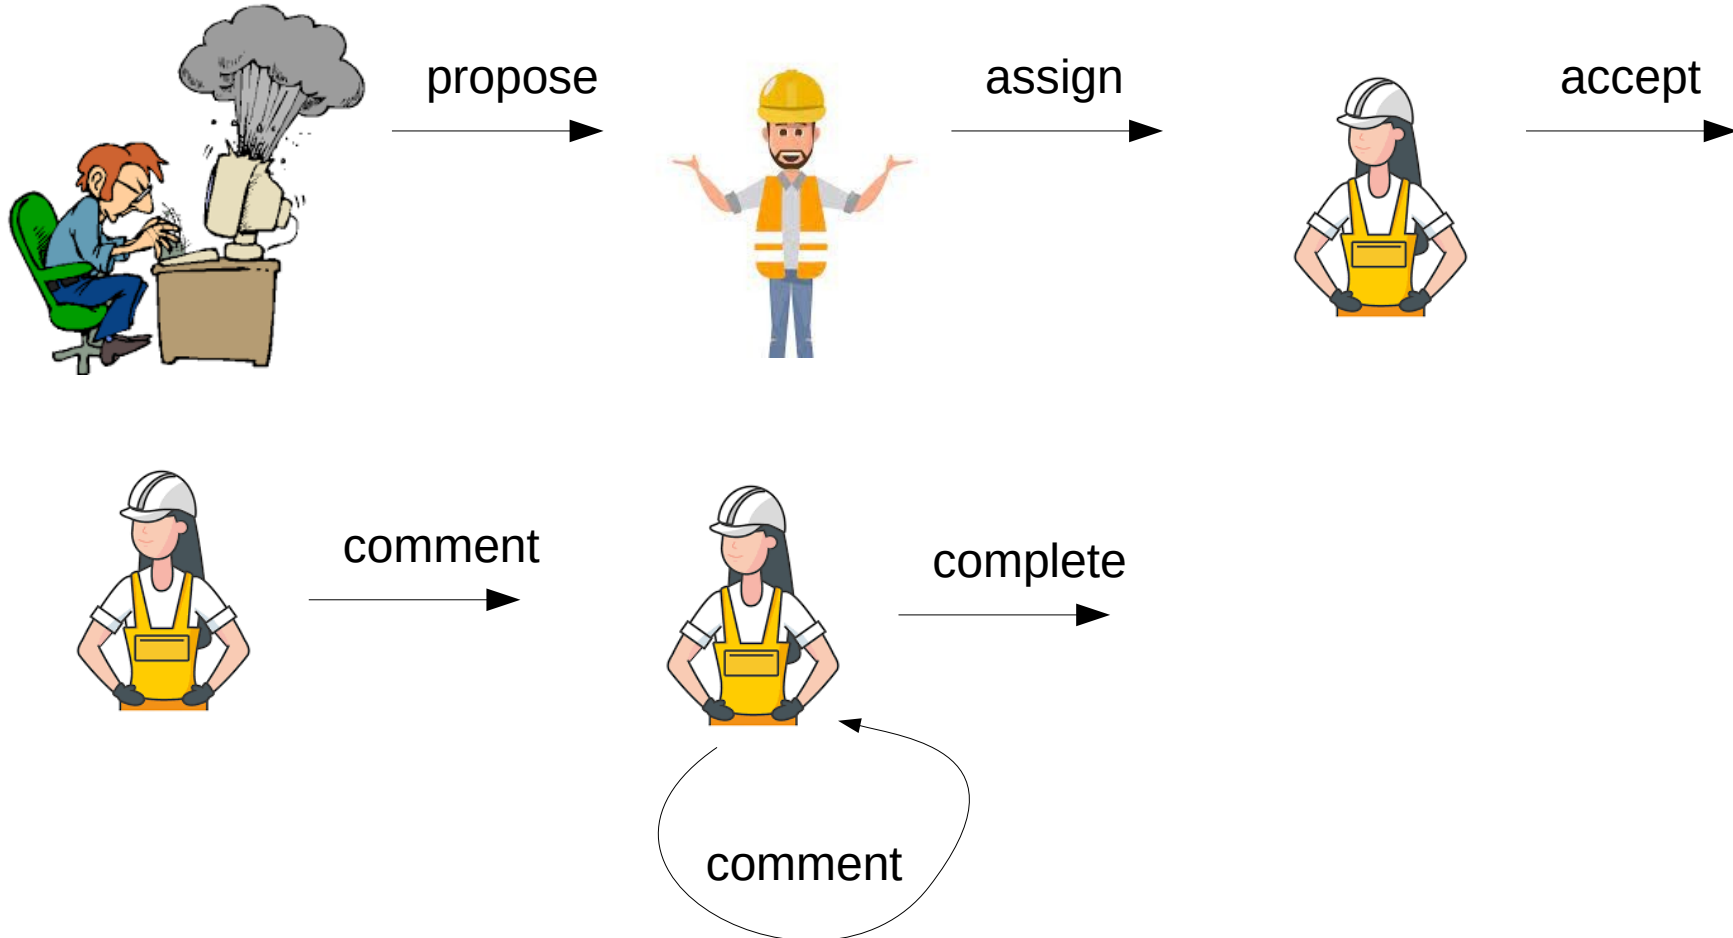 propose
assign
accept
comment
complete
comment